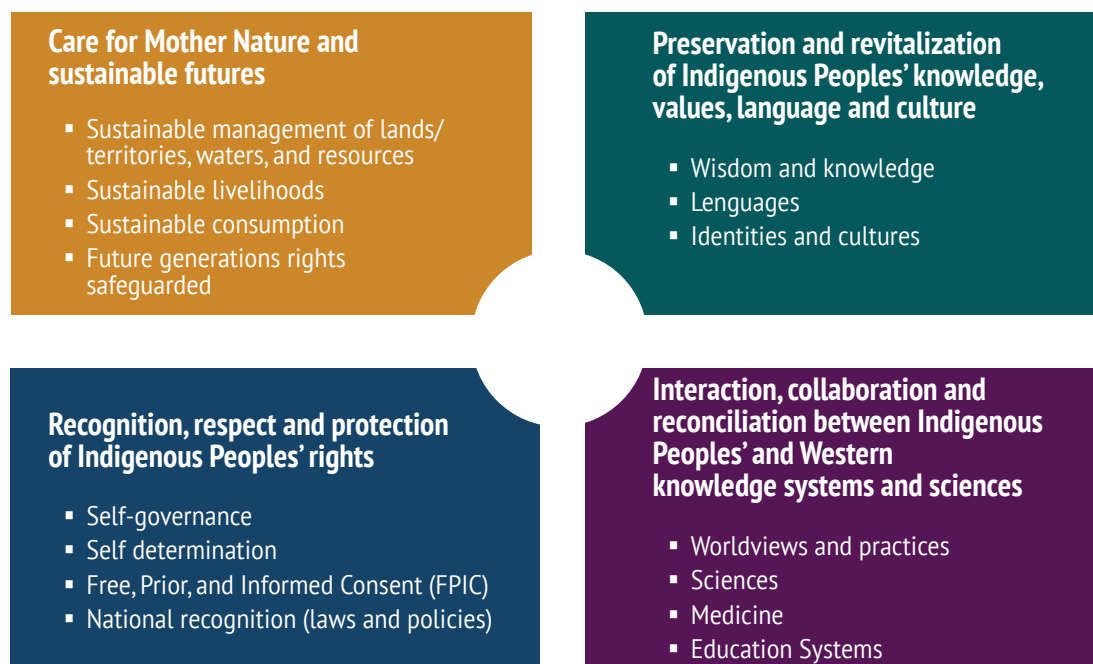 Care for Mother Nature and
sustainable futures
▪ Sustainable management of lands/
territories, waters, and resources
▪ Sustainable livelihoods
▪ Sustainable consumption
▪ Future generations rights
safeguarded
Preservation and revitalization
of Indigenous Peoples’ knowledge,
values, language and culture
▪ Wisdom and knowledge
▪ Lenguages
▪ Identities and cultures
Recognition, respect and protection
of Indigenous Peoples’ rights
▪ Self-governance
▪ Self determination
▪ Free, Prior, and Informed Consent (FPIC)
▪ National recognition (laws and policies)
Interaction, collaboration and
reconciliation between Indigenous
Peoples’ and Western
knowledge systems and sciences
▪ Worldviews and practices
▪ Sciences
▪ Medicine
▪ Education Systems